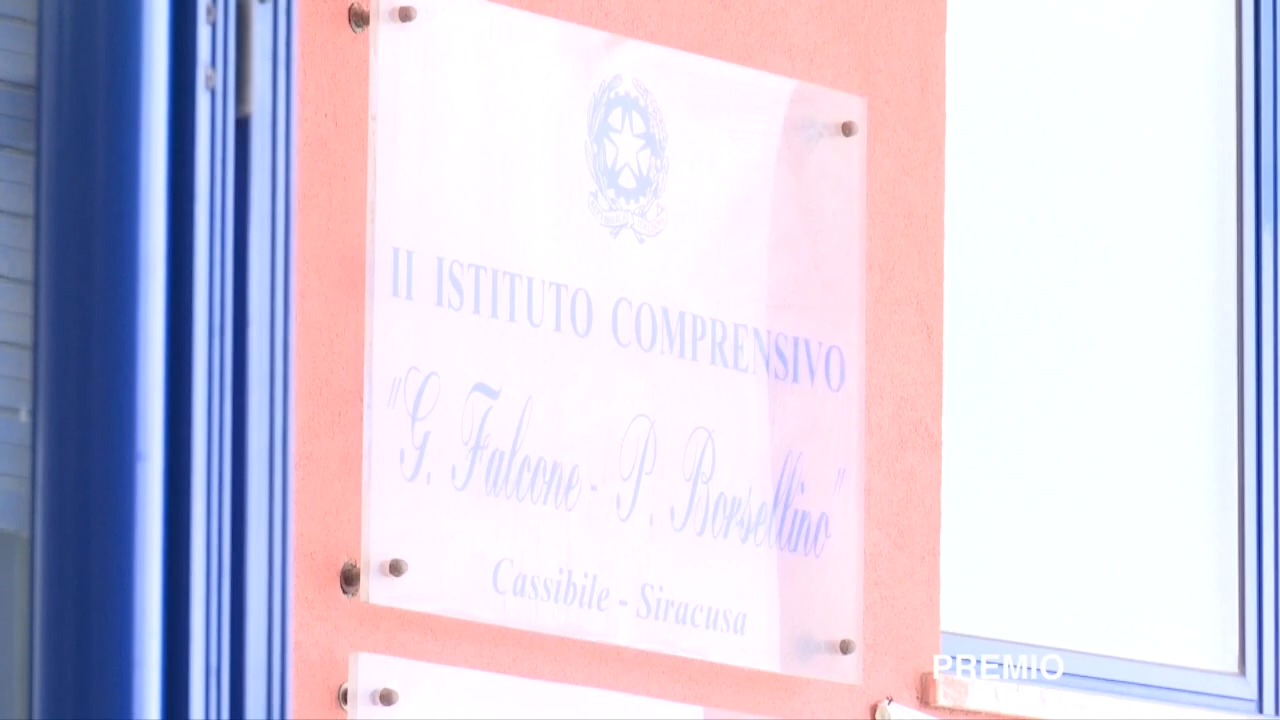 II ISTITUTO COMPRENSIVO
"G. Falcone - P. Borsellino"
Cassibile - Siracusa
PREMIO